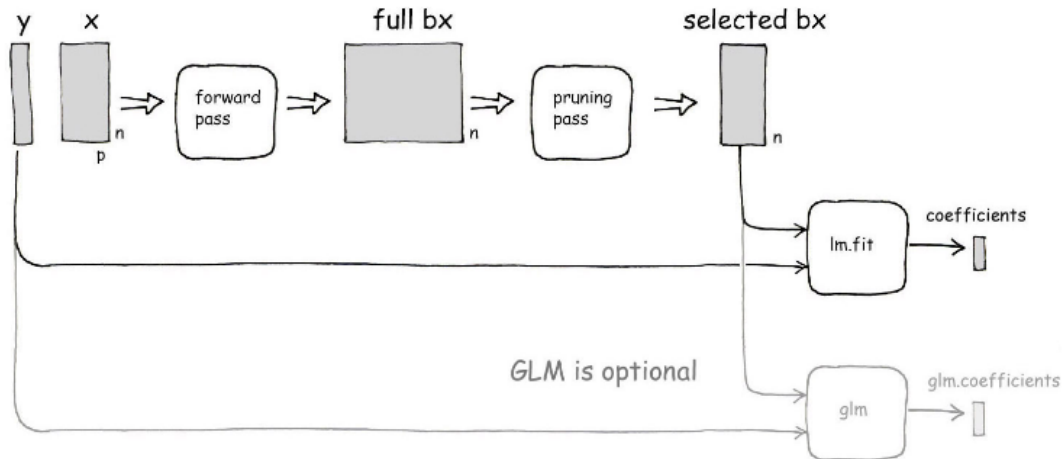 y
x
full bx
selected bx
forward
pass
pruning
pass
n
n
n
p
coefficients
lm.fit
GLM is optional
glm.coefficients
glm